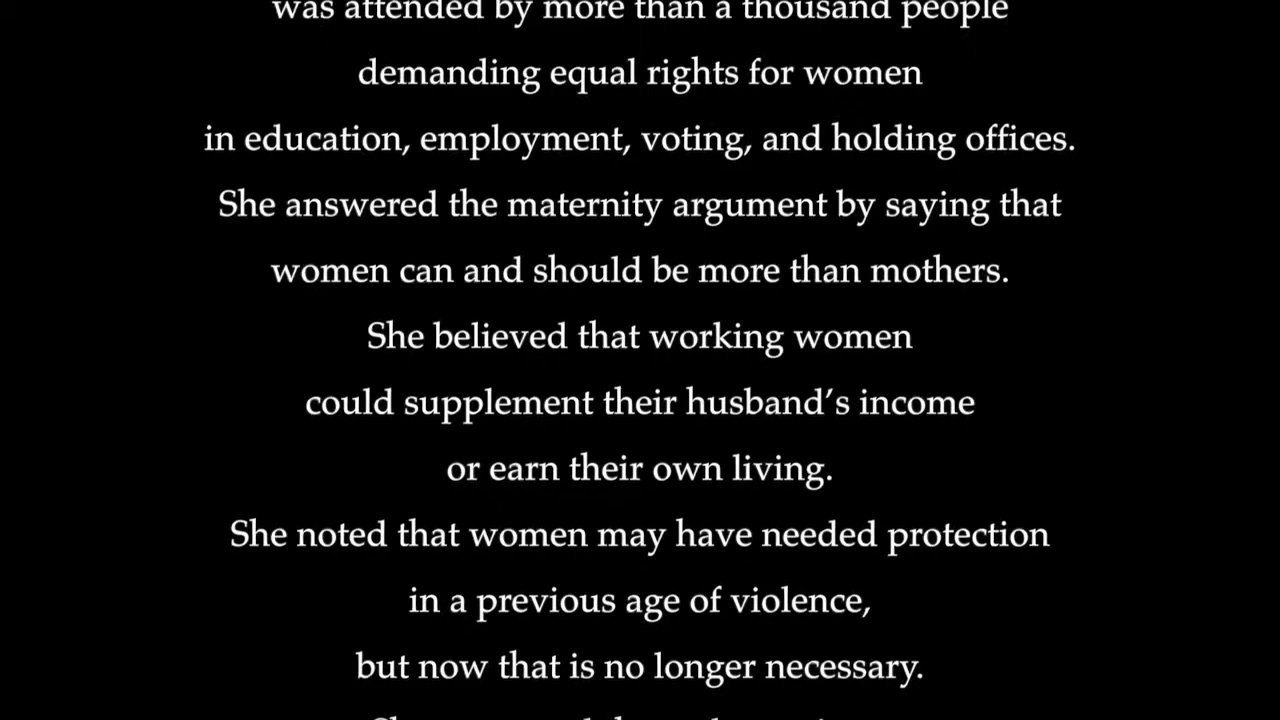 was attended by more than a thousand people
demanding equal rights for women
in education, employment, voting, and holding offices.
She answered the maternity argument by saying that
women can and should be more than mothers.
She believed that working women
could supplement their husband’s income
or earn their own living.
She noted that women may have needed protection
in a previous age of violence,
but now that is no longer necessary.
She